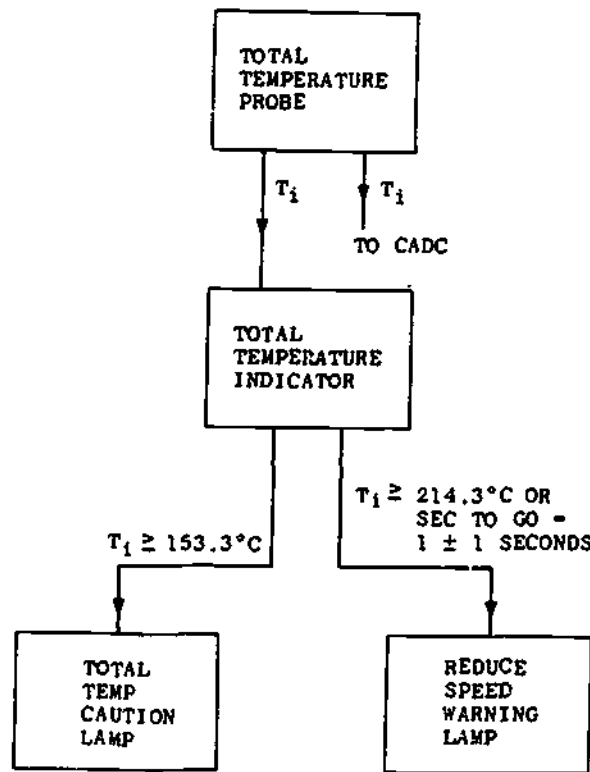 TOTAL
TEMPERATURE
PROBE
Ti
Ti
TO CADC
TOTAL
TEMPERATURE
INDICATOR
Ti ≥ 153.3°C
Ti ≥ 214.3°C OR
SEC TO GO =
1 ± 1 SECONDS
TOTAL
TEMP
CAUTION
LAMP
REDUCE
SPEED
WARNING
LAMP